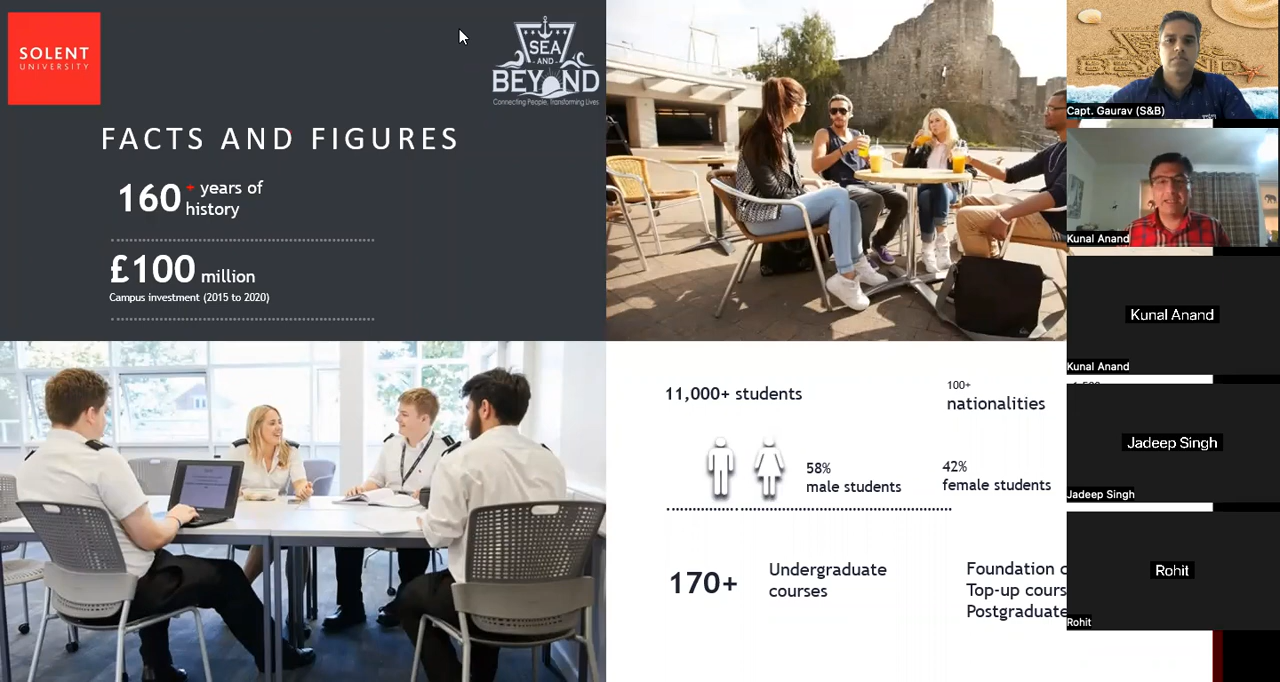 SOLENT
UNIVERSITY
SEA
AND
BEYOND
Connecting People, Transforming Lives
FACTS AND FIGURES
160 + years of
history
£100 million
Campus investment (2015 to 2020)
11,000+ students
100+
nationalities
58%
male students
42%
female students
170+
Undergraduate
courses
Foundation c
Top-up cours
Postgraduate
Capt. Gaurav (S&B)
Kunal Anand
Kunal Anand
Kunal Anand
Jadeep Singh
Jadeep Singh
Rohit
Rohit